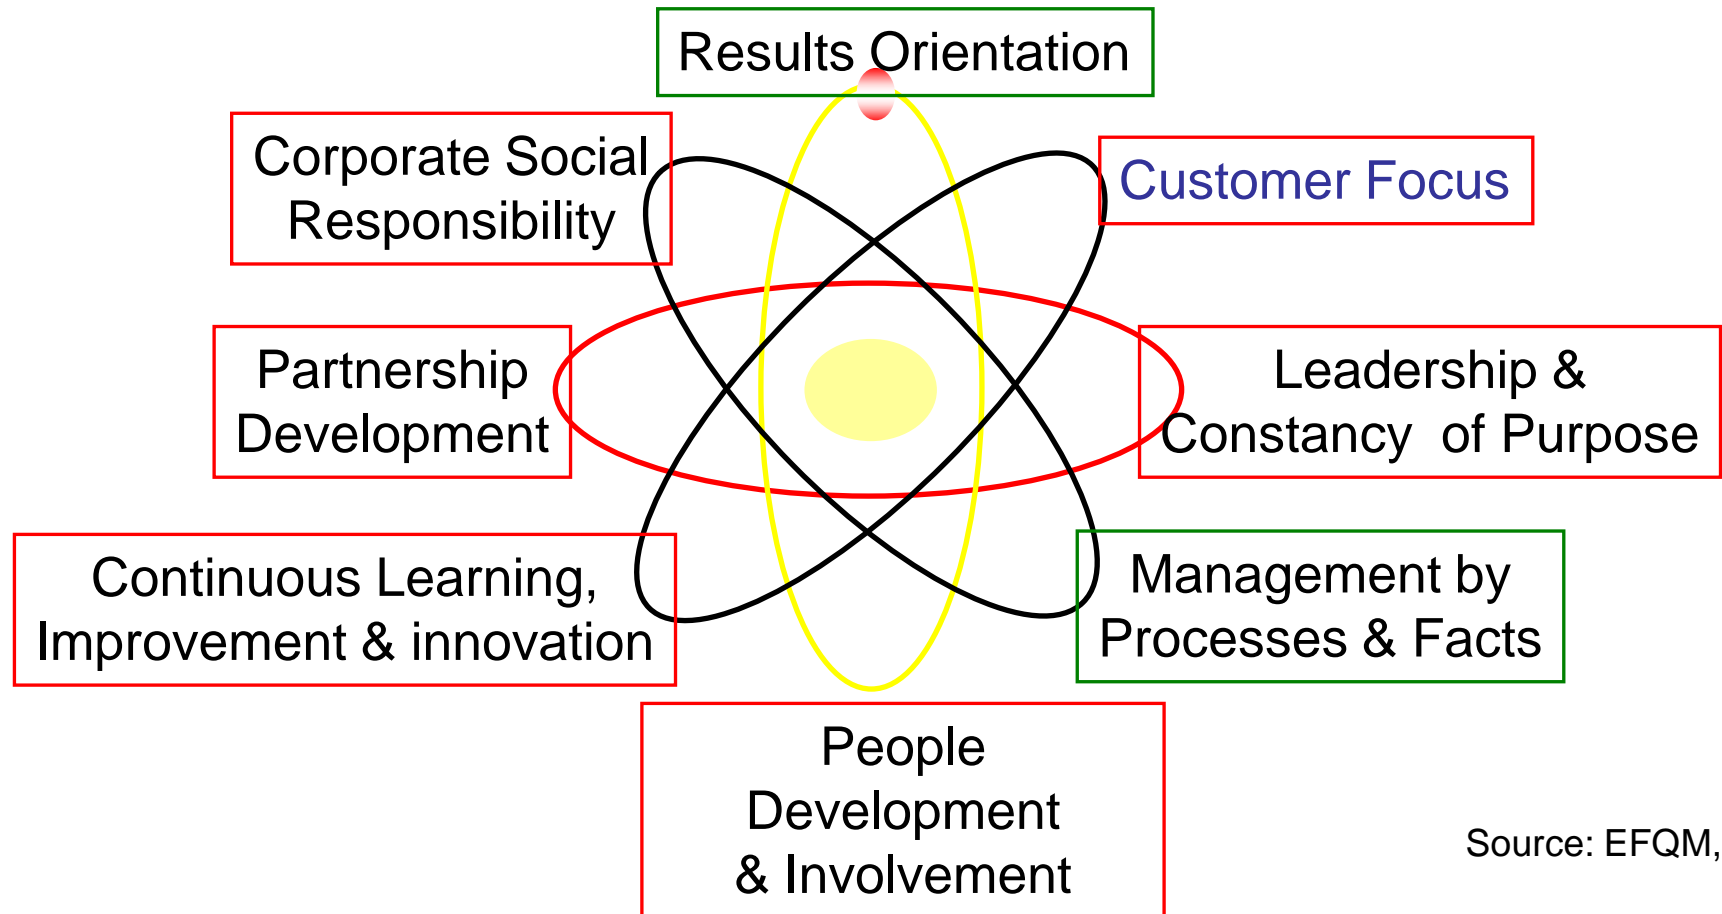 Results Orientation
Corporate Social
Responsibility
Customer Focus
Partnership
Development
Leadership &
Constancy  of Purpose
Continuous Learning,
Improvement & innovation
Management by
Processes & Facts
People
Development
& Involvement
Source: EFQM,